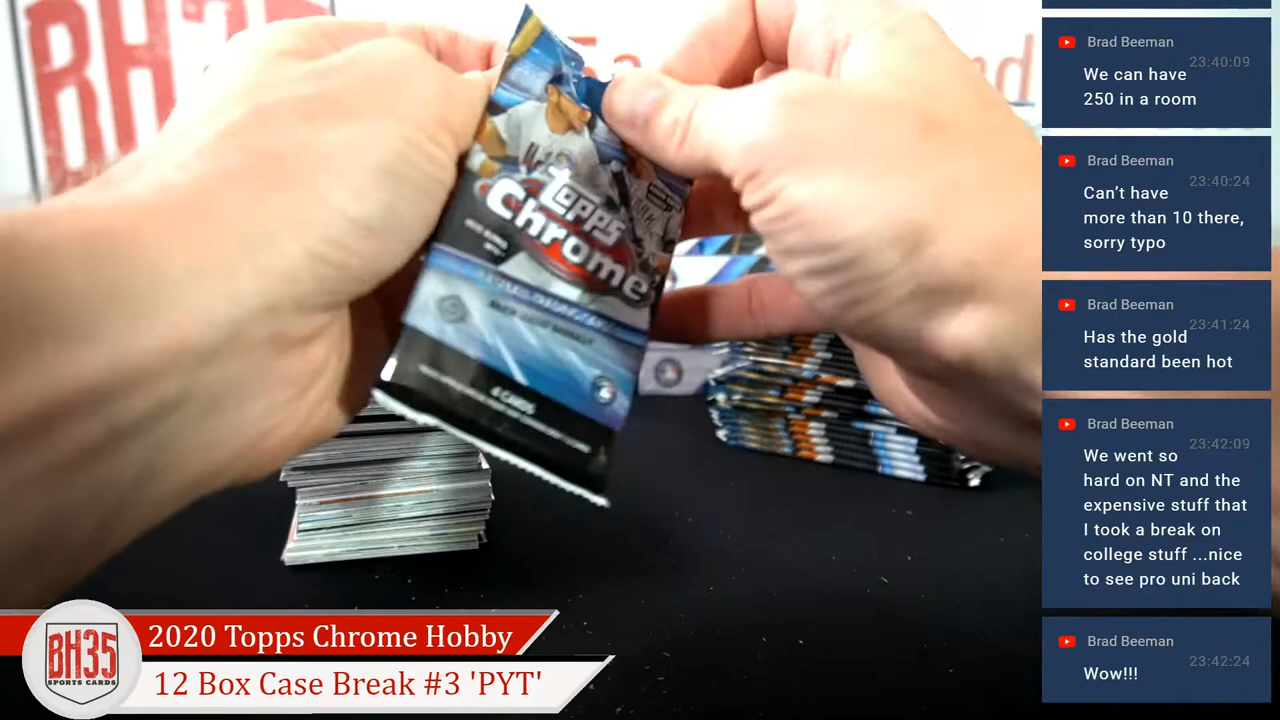 BH
Topps
Chrome
4 CARDS
2020 Topps Chrome Hobby
12 Box Case Break #3 'PYT'
BH35
SPORTS CARDS
Brad Beeman
23:40:09
We can have
250 in a room
Brad Beeman
23:40:24
Can't have
more than 10 there,
sorry typo
Brad Beeman
23:41:24
Has the gold
standard been hot
Brad Beeman
23:42:09
We went so
hard on NT and the
expensive stuff that
I took a break on
college stuff ...nice
to see pro uni back
Brad Beeman
23:42:24
Wow!!!